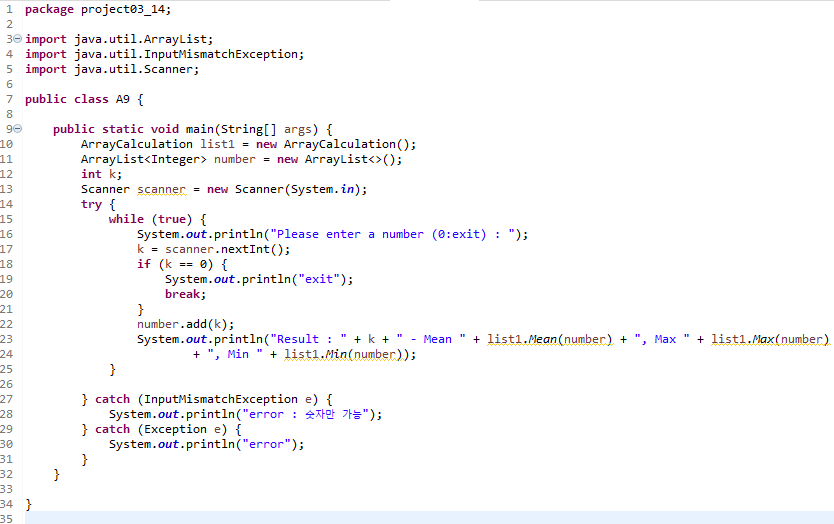 1 package project03_14;
2
3 import java.util.ArrayList;
4 import java.util.InputMismatchException;
5 import java.util.Scanner;
6
7 public class A9 {
8
9 public static void main(String[] args) {
10 ArrayCalculation list1 = new ArrayCalculation();
11 ArrayList<Integer> number = new ArrayList<>();
12 int k;
13 Scanner scanner = new Scanner(System.in);
14 try {
15 while (true) {
16 System.out.println("Please enter a number (0:exit) : ");
17 k = scanner.nextInt();
18 if (k == 0) {
19 System.out.println("exit");
20 break;
21 }
22 number.add(k);
23 System.out.println("Result : " + k + " - Mean " + list1.Mean(number) + ", Max " + list1.Max(number)
24 + ", Min " + list1.Min(number));
25 }
26
27 } catch (InputMismatchException e) {
28 System.out.println("error : 숫자만 가능");
29 } catch (Exception e) {
30 System.out.println("error");
31 }
32 }
33
34 }
35